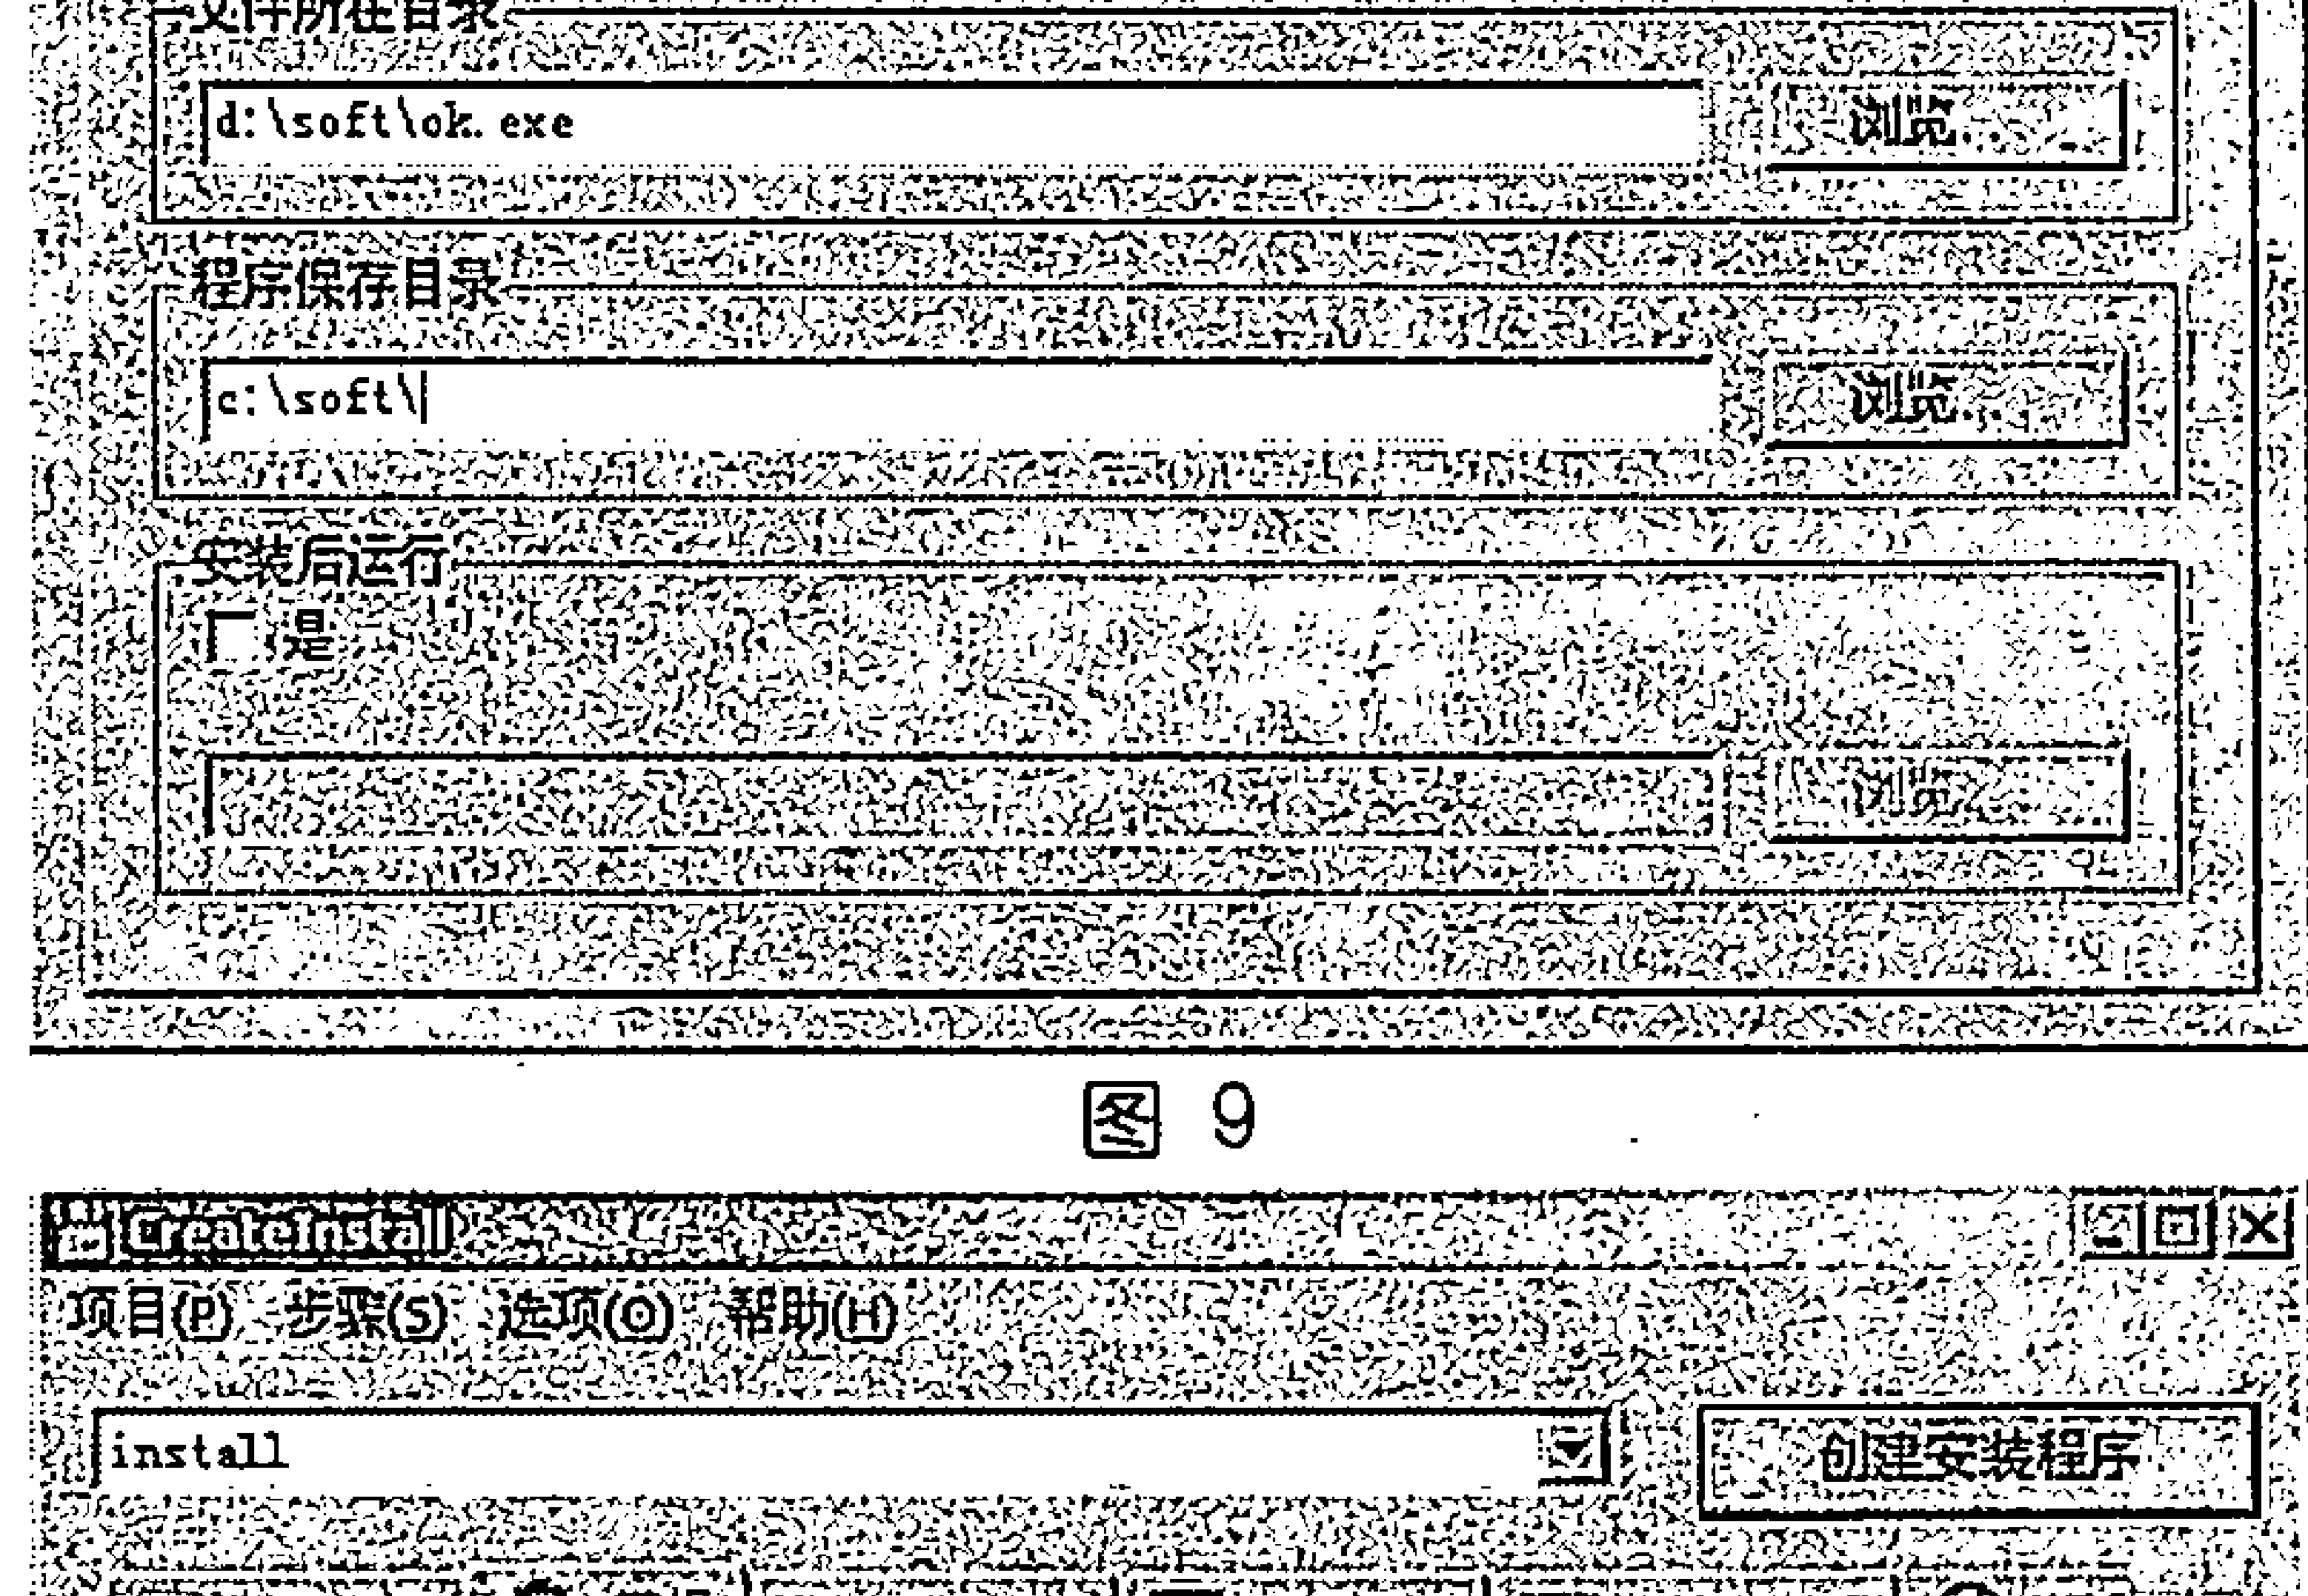 文件所在目录
d:\soft\ok.exe 浏览
程序保存目录
c:\soft\ 浏览
安装后运行
是
浏览
图 9
CreateInstall
项目(P) 步骤(S) 选项(O) 帮助(H)
install 创建安装程序